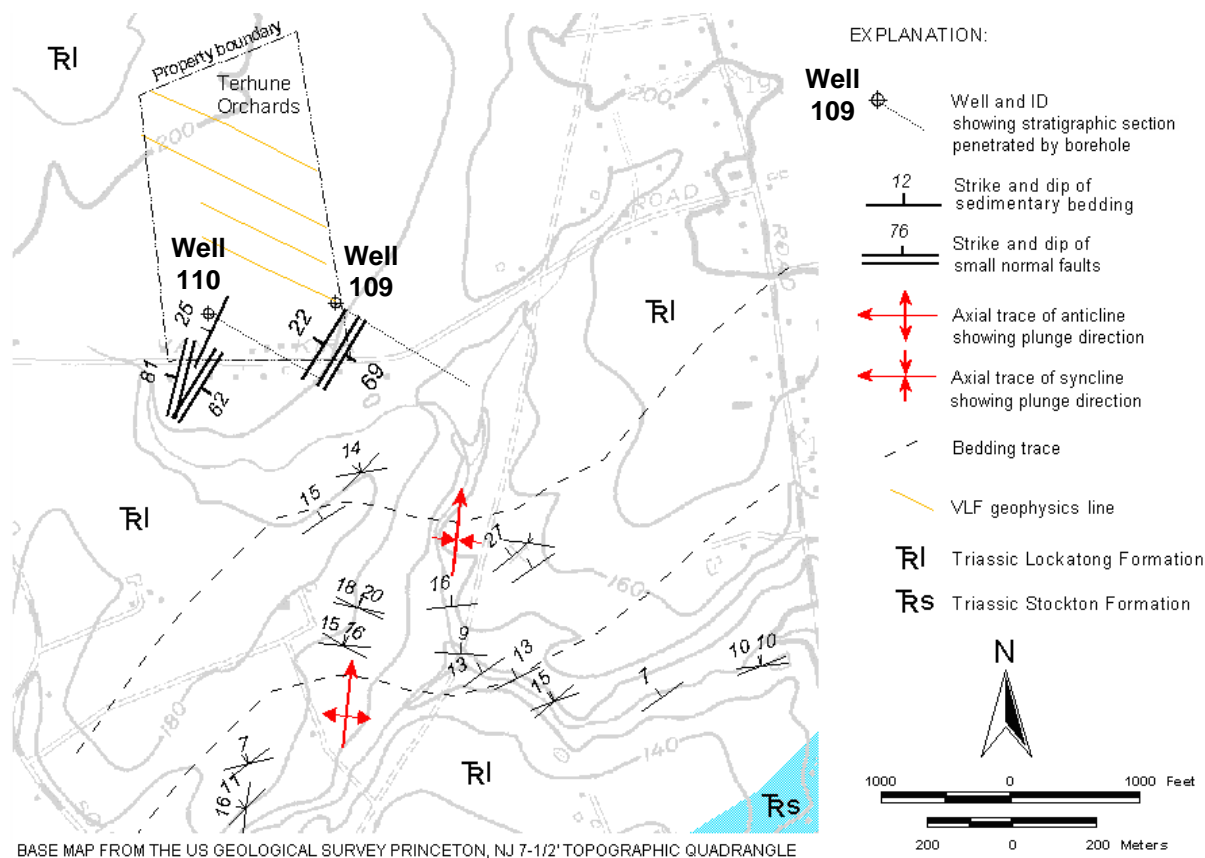 TRl
Property boundary
Terhune
Orchards
200
200
19
ROAD
ROAD
Well
110
Well
109
25
22
81
62
69
TRl
14
15
TRl
27
160
18 20
16
15 16
9
13
13
15
7
10 10
180
7
16 11
140
TRl
TRs
BASE MAP FROM THE US GEOLOGICAL SURVEY PRINCETON, NJ 7-1/2' TOPOGRAPHIC QUADRANGLE
EXPLANATION:
Well
109
Well and ID
showing stratigraphic section
penetrated by borehole
12
Strike and dip of
sedimentary bedding
76
Strike and dip of
small normal faults
Axial trace of anticline
showing plunge direction
Axial trace of syncline
showing plunge direction
Bedding trace
VLF geophysics line
TRl Triassic Lockatong Formation
TRs Triassic Stockton Formation
N
1000 0 1000 Feet
200 0 200 Meters